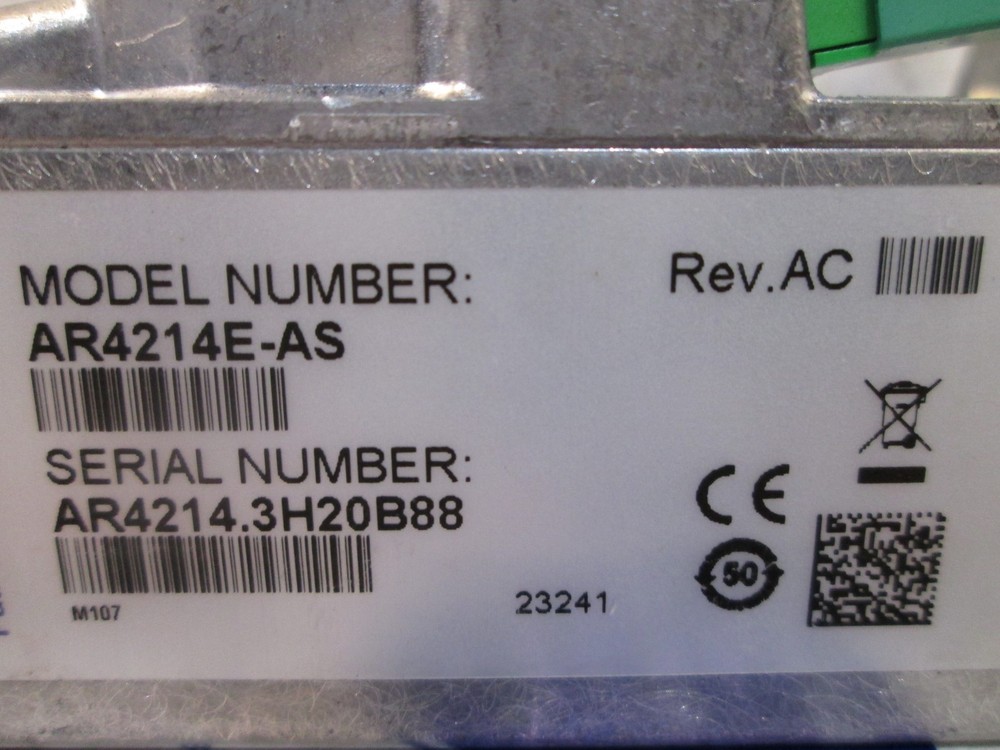 MODEL NUMBER:
AR4214E-AS
Rev.AC
SERIAL NUMBER:
AR4214.3H20B88
M107
23241
CE
50